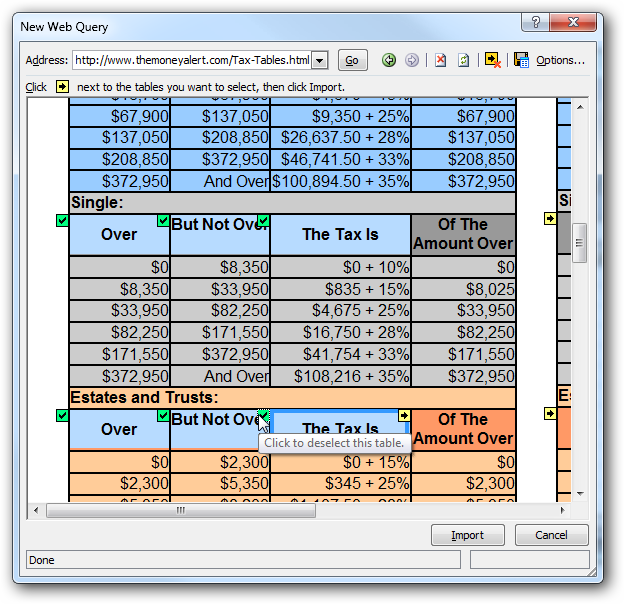 New Web Query
Address: http://www.themoneyalert.com/Tax-Tables.html Go Options...
Click next to the tables you want to select, then click Import.
$67,900 $137,050 $9,350 + 25% $67,900
$137,050 $208,850 $26,637.50 + 28% $137,050
$208,850 $372,950 $46,741.50 + 33% $208,850
$372,950 And Over $100,894.50 + 35% $372,950
Single:
Over But Not Over The Tax Is Of The
Amount Over
$0 $8,350 $0 + 10% $0
$8,350 $33,950 $835 + 15% $8,025
$33,950 $82,250 $4,675 + 25% $33,950
$82,250 $171,550 $16,750 + 28% $82,250
$171,550 $372,950 $41,754 + 33% $171,550
$372,950 And Over $108,216 + 35% $372,950
Estates and Trusts:
Over But Not Over The Tax Is Of The
Amount Over
Click to deselect this table.
$0 $2,300 $0 + 15% $0
$2,300 $5,350 $345 + 25% $2,300
Import Cancel
Done